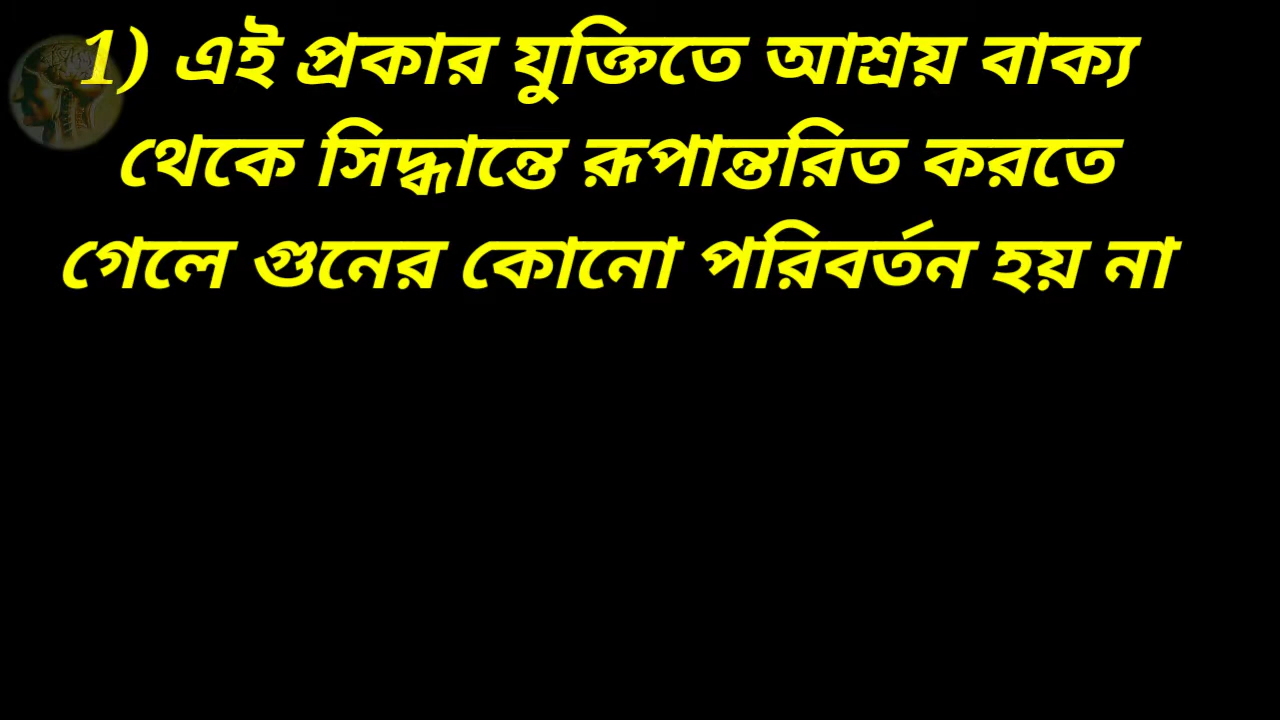 1) এই প্রকার যুক্তিতে আশ্রয় বাক্য
থেকে সিদ্ধান্তে রূপান্তরিত করতে
গেলে গুনের কোনো পরিবর্তন হয় না